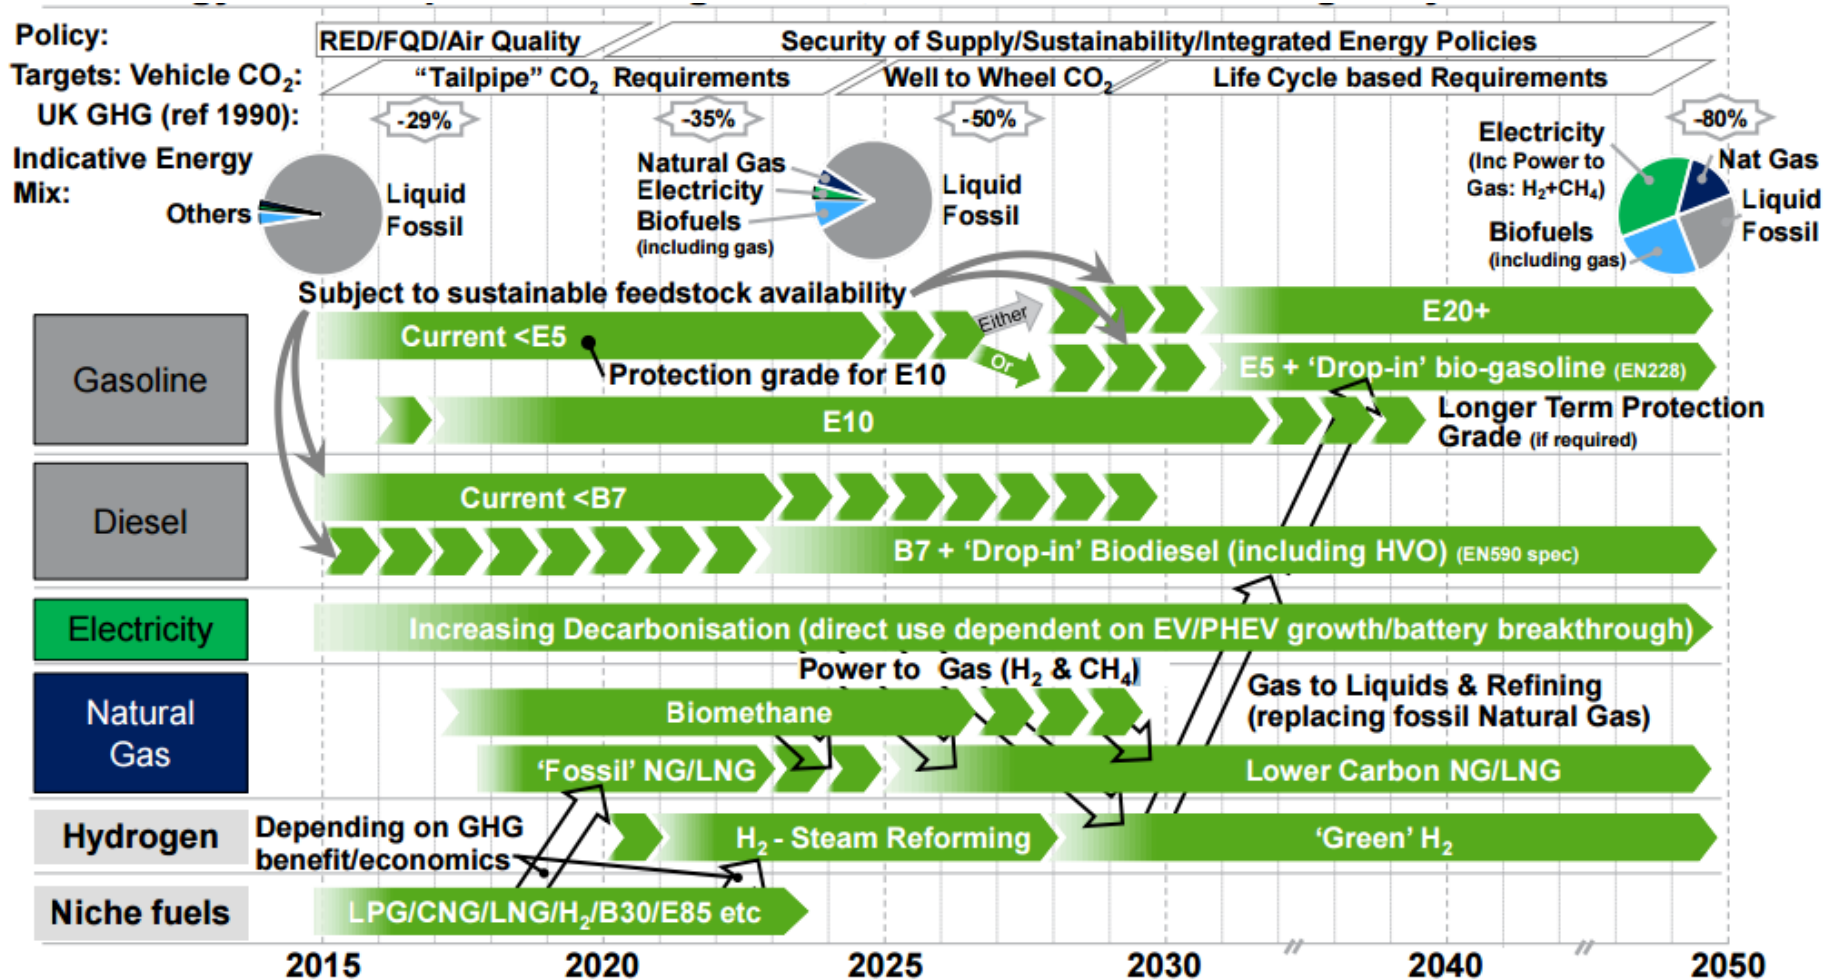 Policy:
RED/FQD/Air Quality
Security of Supply/Sustainability/Integrated Energy Policies
Targets: Vehicle CO₂:
“Tailpipe” CO₂ Requirements
Well to Wheel CO₂
Life Cycle based Requirements
UK GHG (ref 1990):
-29%
-35%
-50%
-80%
Indicative Energy
Mix:
Others
Liquid
Fossil
Natural Gas
Electricity
Biofuels
(including gas)
Liquid
Fossil
Electricity
(Inc Power to
Gas: H₂+CH₄)
Nat Gas
Liquid
Fossil
Biofuels
(including gas)
Subject to sustainable feedstock availability
Gasoline
Current <E5
Either
Or
E20+
Protection grade for E10
E5 + ‘Drop-in’ bio-gasoline (EN228)
E10
Longer Term Protection
Grade (if required)
Diesel
Current <B7
B7 + ‘Drop-in’ Biodiesel (including HVO) (EN590 spec)
Electricity
Increasing Decarbonisation (direct use dependent on EV/PHEV growth/battery breakthrough)
Power to Gas (H₂ & CH₄)
Natural
Gas
Biomethane
Gas to Liquids & Refining
(replacing fossil Natural Gas)
‘Fossil’ NG/LNG
Lower Carbon NG/LNG
Hydrogen
Depending on GHG
benefit/economics
H₂ - Steam Reforming
‘Green’ H₂
Niche fuels
LPG/CNG/LNG/H₂/B30/E85 etc
2015
2020
2025
2030
2040
2050